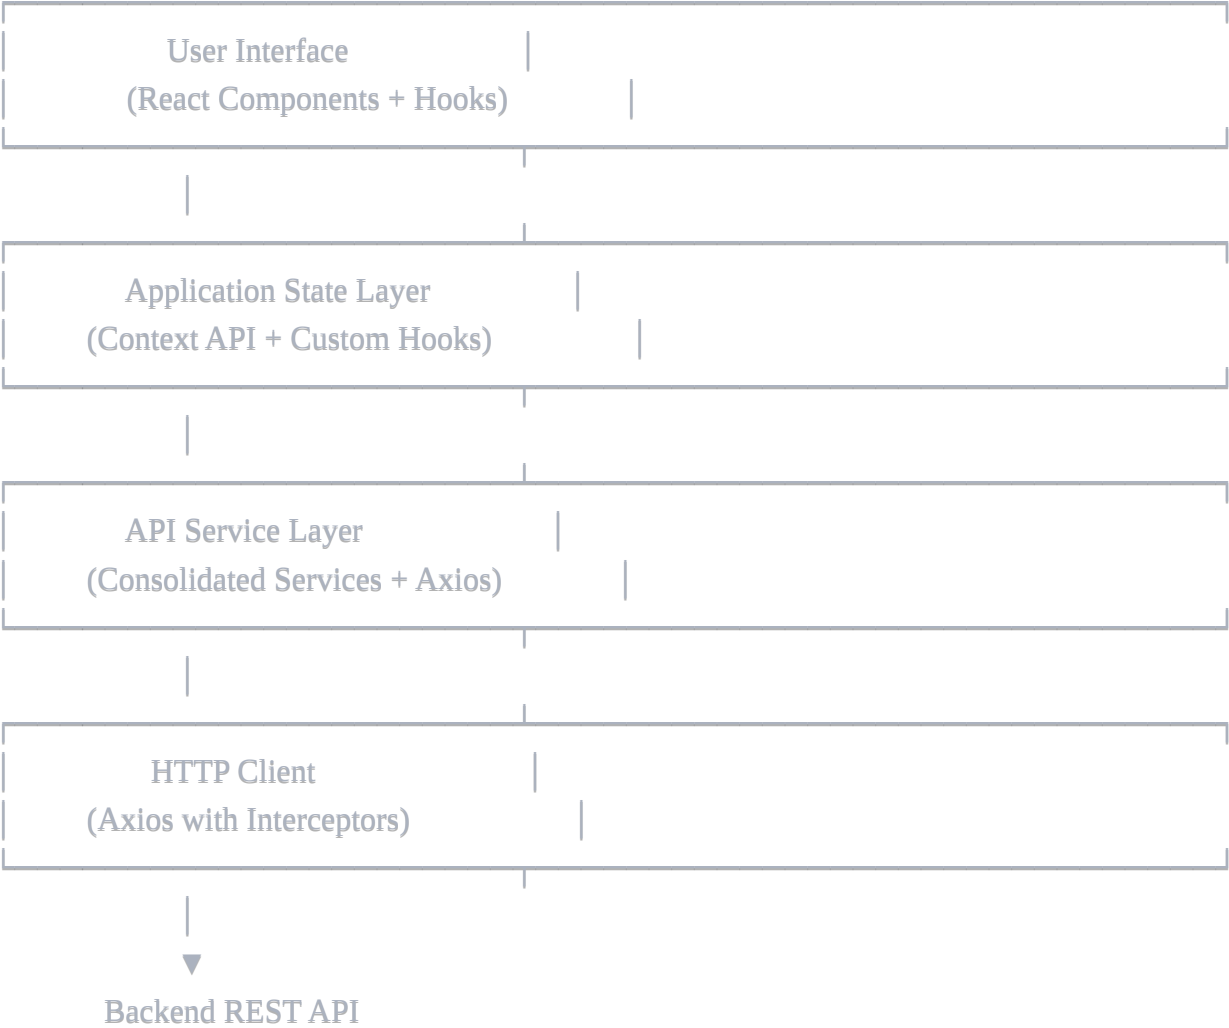 User Interface
(React Components + Hooks)
Application State Layer
(Context API + Custom Hooks)
API Service Layer
(Consolidated Services + Axios)
HTTP Client
(Axios with Interceptors)
Backend REST API